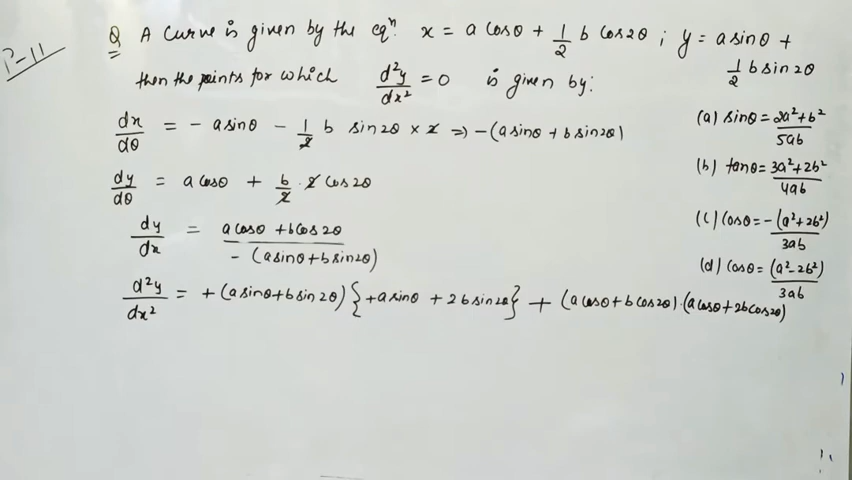 P-11
Q A curve is given by the eqⁿ. x = a cosθ + 1/2 b cos2θ ; y = a sinθ +
1/2 b sin2θ
then the points for which d²y/dx² = 0 is given by:
(a) sinθ = 2a²+b²/5ab
dx/dθ = - a sinθ - 1/2 b sin2θ × 2 => -(a sinθ + b sin2θ)
(b) tanθ = 3a²+2b²/4ab
dy/dθ = a cosθ + b/2 · 2 cos2θ
(c) cosθ = -(a²+2b²)/3ab
dy/dx = a cosθ + b cos2θ/-(a sinθ + b sin2θ)
(d) cosθ = (a²-2b²)/3ab
d²y/dx² = +(a sinθ + b sin2θ) {+a sinθ + 2b sin2θ} + (a cosθ + b cos2θ).(a cosθ + 2b cos2θ)